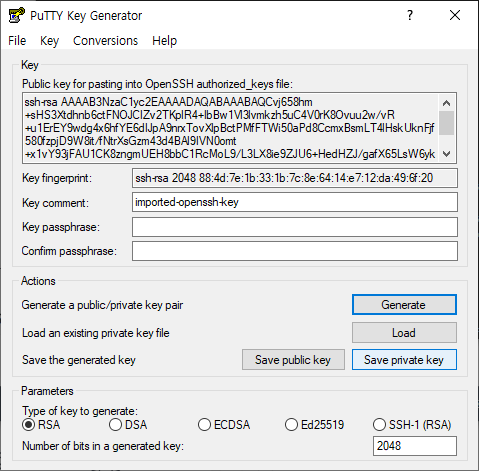 PuTTY Key Generator
File Key Conversions Help
Key
Public key for pasting into OpenSSH authorized_keys file:
ssh-rsa AAAAB3NzaC1yc2EAAAADAQABAAABAQCvj658hm
+sHS3Xtdhnb6ctFNOJCIZv2TKpIR4+IbBw1Vl3lvmkzh5uC4V0rK8Ovuu2w/vR
+u1ErEY9wdg4x6hfYE6dlJpA9nrxTovXlpBctPMfFTWi50aPd8CcmxBsmLT4lHskUknFjf
580fzpjD9W8it/fNtrXsGzm43d4BAl9IVN0omt
+x1vY93jFAU1CK8zngmUEH8bbC1RcMoL9/L3LX8ie9ZJU6+HedHZJ/gafX65LsW6yk
Key fingerprint: ssh-rsa 2048 88:4d:7e:1b:33:1b:7c:8e:64:14:e7:12:da:49:6f:20
Key comment: imported-openssh-key
Key passphrase:
Confirm passphrase:
Actions
Generate a public/private key pair Generate
Load an existing private key file Load
Save the generated key Save public key Save private key
Parameters
Type of key to generate:
RSA DSA ECDSA Ed25519 SSH-1 (RSA)
Number of bits in a generated key: 2048